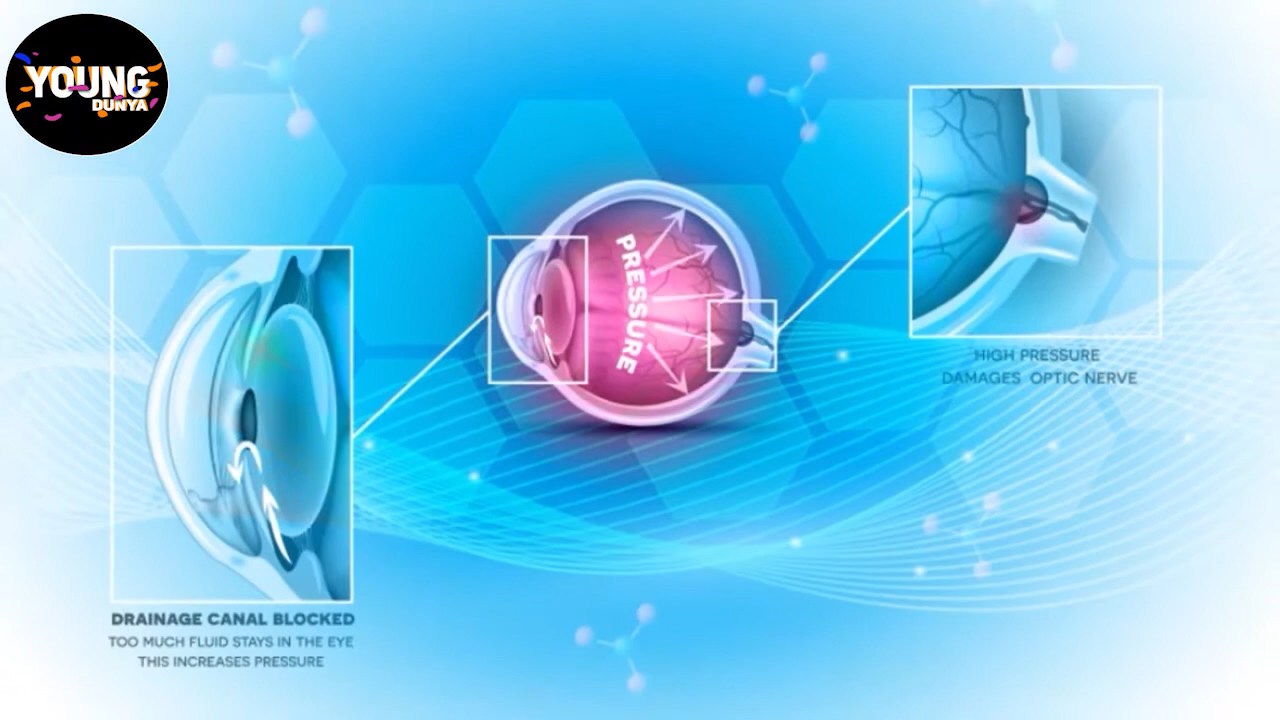 YOUNG
DUNYA
PRESSURE
HIGH PRESSURE
DAMAGES OPTIC NERVE
DRAINAGE CANAL BLOCKED
TOO MUCH FLUID STAYS IN THE EYE
THIS INCREASES PRESSURE